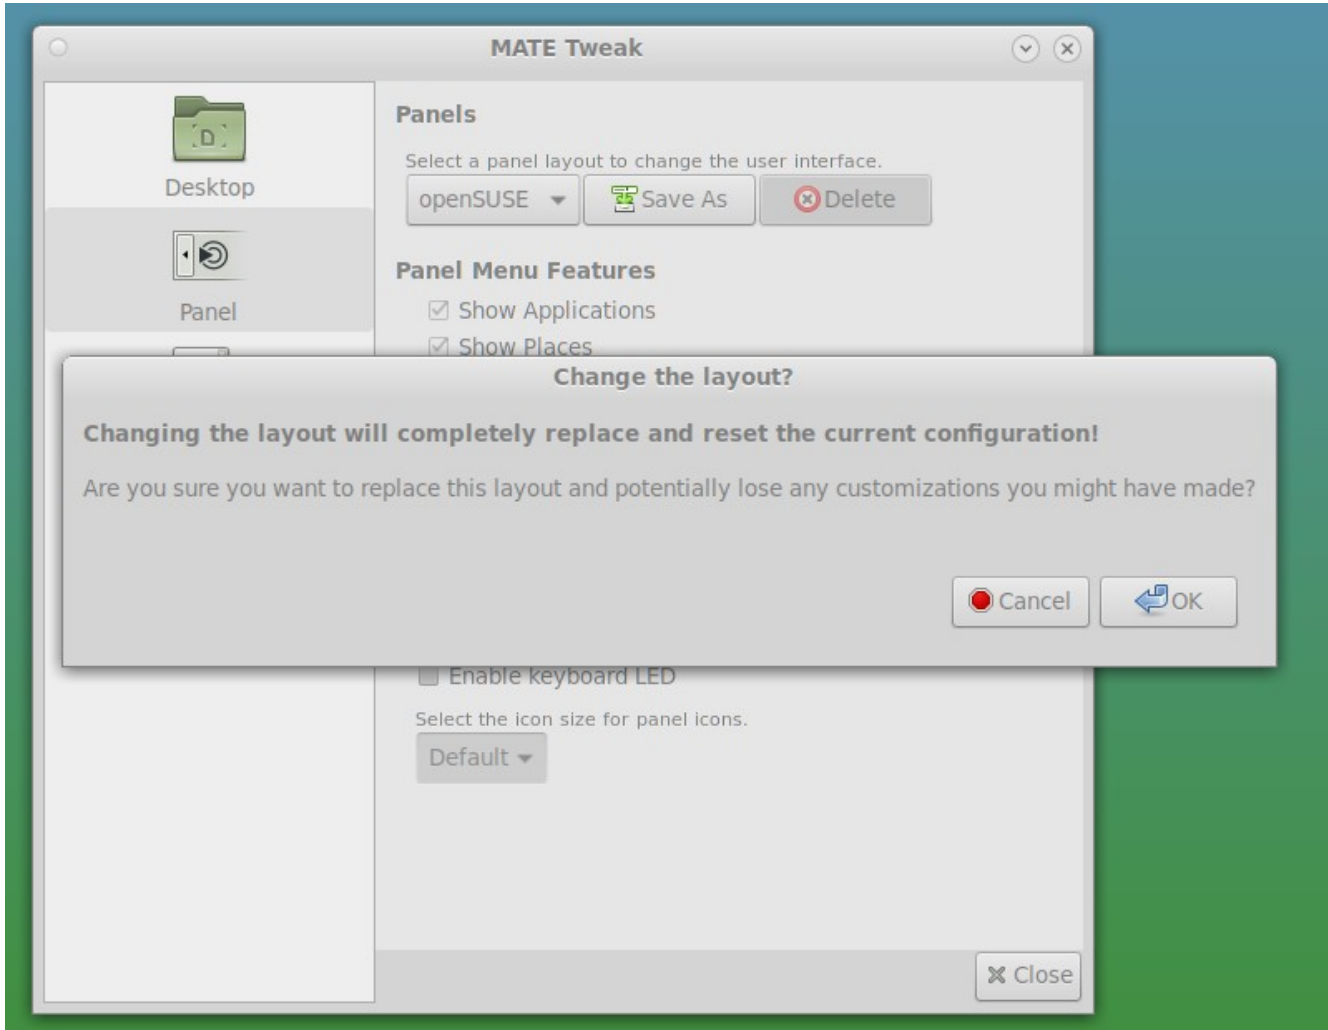 MATE Tweak
Desktop
Panel
Panels
Select a panel layout to change the user interface.
openSUSE
Save As
Delete
Panel Menu Features
Show Applications
Show Places
Change the layout?
Changing the layout will completely replace and reset the current configuration!
Are you sure you want to replace this layout and potentially lose any customizations you might have made?
Cancel
OK
Enable keyboard LED
Select the icon size for panel icons.
Default
Close